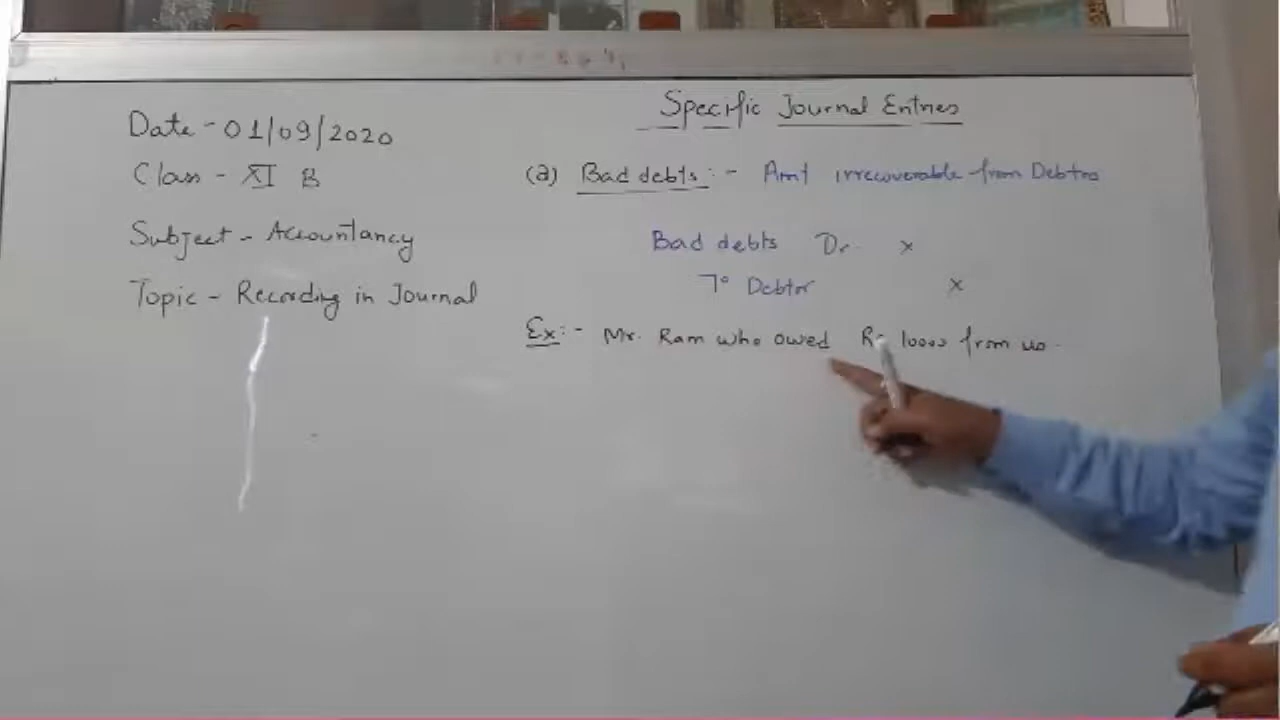 Date - 01/09/2020
Class - XI B
Subject - Accountancy
Topic - Recording in Journal
Specific Journal Entries
(a) Bad debts :- Amt irrecoverable from Debtors
Bad debts Dr. x
To Debtor x
Ex :- Mr. Ram who owed Rs 10000 from us.